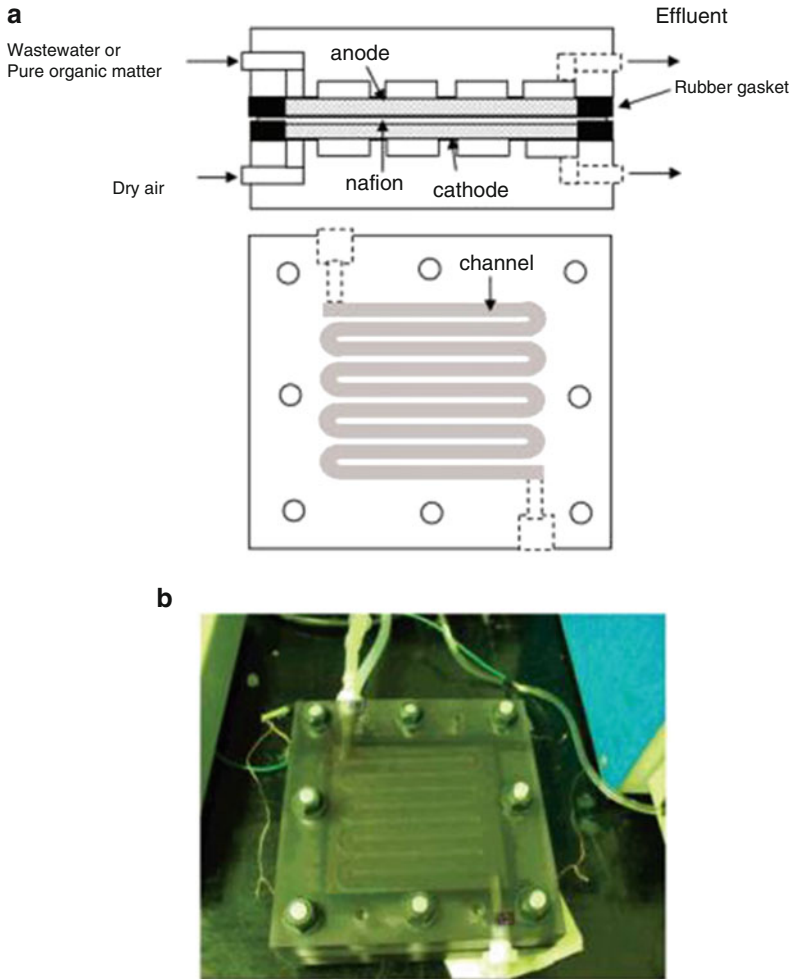 a
Effluent
Wastewater or
Pure organic matter
anode
Rubber gasket
Dry air
nafion
cathode
channel
b